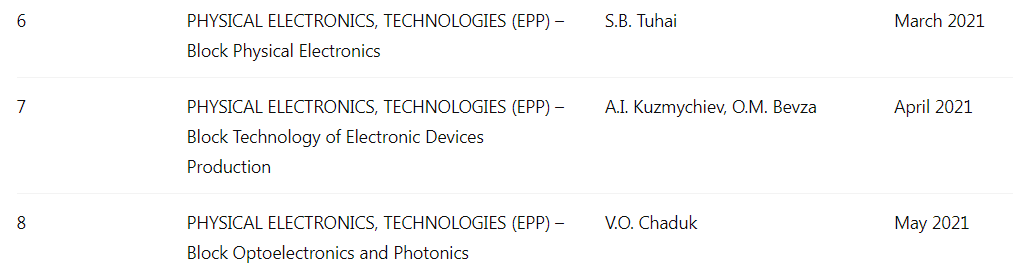 6 PHYSICAL ELECTRONICS, TECHNOLOGIES (EPP) – S.B. Tuhai March 2021
Block Physical Electronics
7 PHYSICAL ELECTRONICS, TECHNOLOGIES (EPP) – A.I. Kuzmychiev, O.M. Bevza April 2021
Block Technology of Electronic Devices
Production
8 PHYSICAL ELECTRONICS, TECHNOLOGIES (EPP) – V.O. Chaduk May 2021
Block Optoelectronics and Photonics